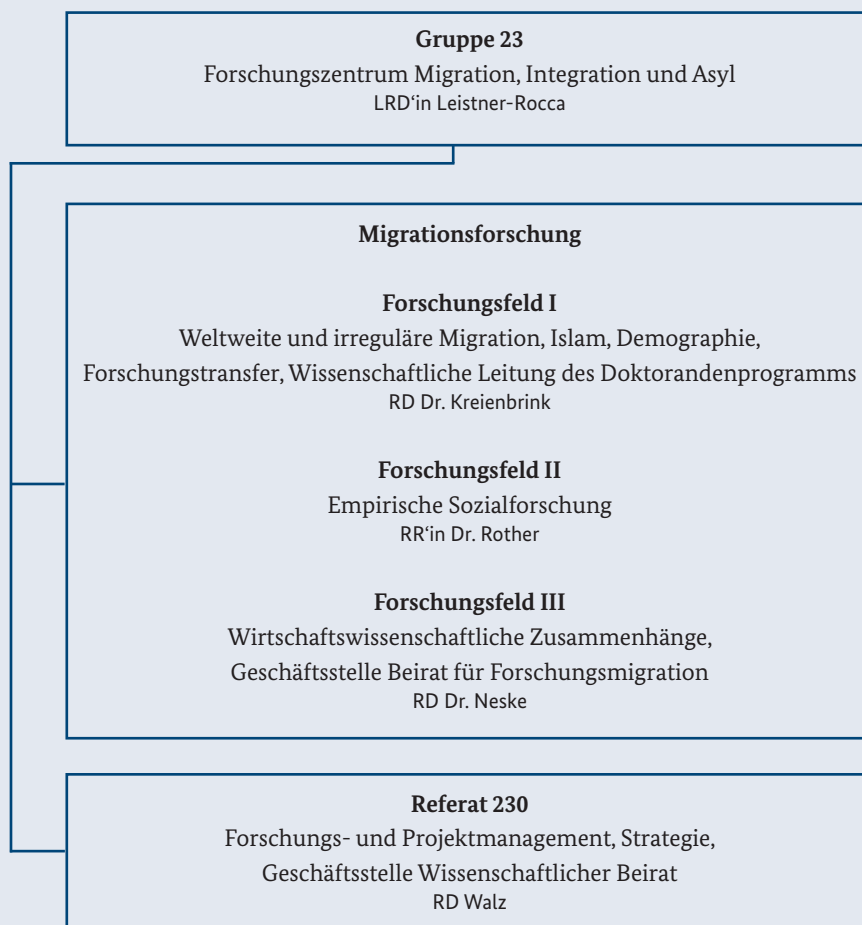 Gruppe 23
Forschungszentrum Migration, Integration und Asyl
LRD‘in Leistner-Rocca
Migrationsforschung
Forschungsfeld I
Weltweite und irreguläre Migration, Islam, Demographie,
Forschungstransfer, Wissenschaftliche Leitung des Doktorandenprogramms
RD Dr. Kreienbrink
Forschungsfeld II
Empirische Sozialforschung
RR‘in Dr. Rother
Forschungsfeld III
Wirtschaftswissenschaftliche Zusammenhänge,
Geschäftsstelle Beirat für Forschungsmigration
RD Dr. Neske
Referat 230
Forschungs- und Projektmanagement, Strategie,
Geschäftsstelle Wissenschaftlicher Beirat
RD Walz